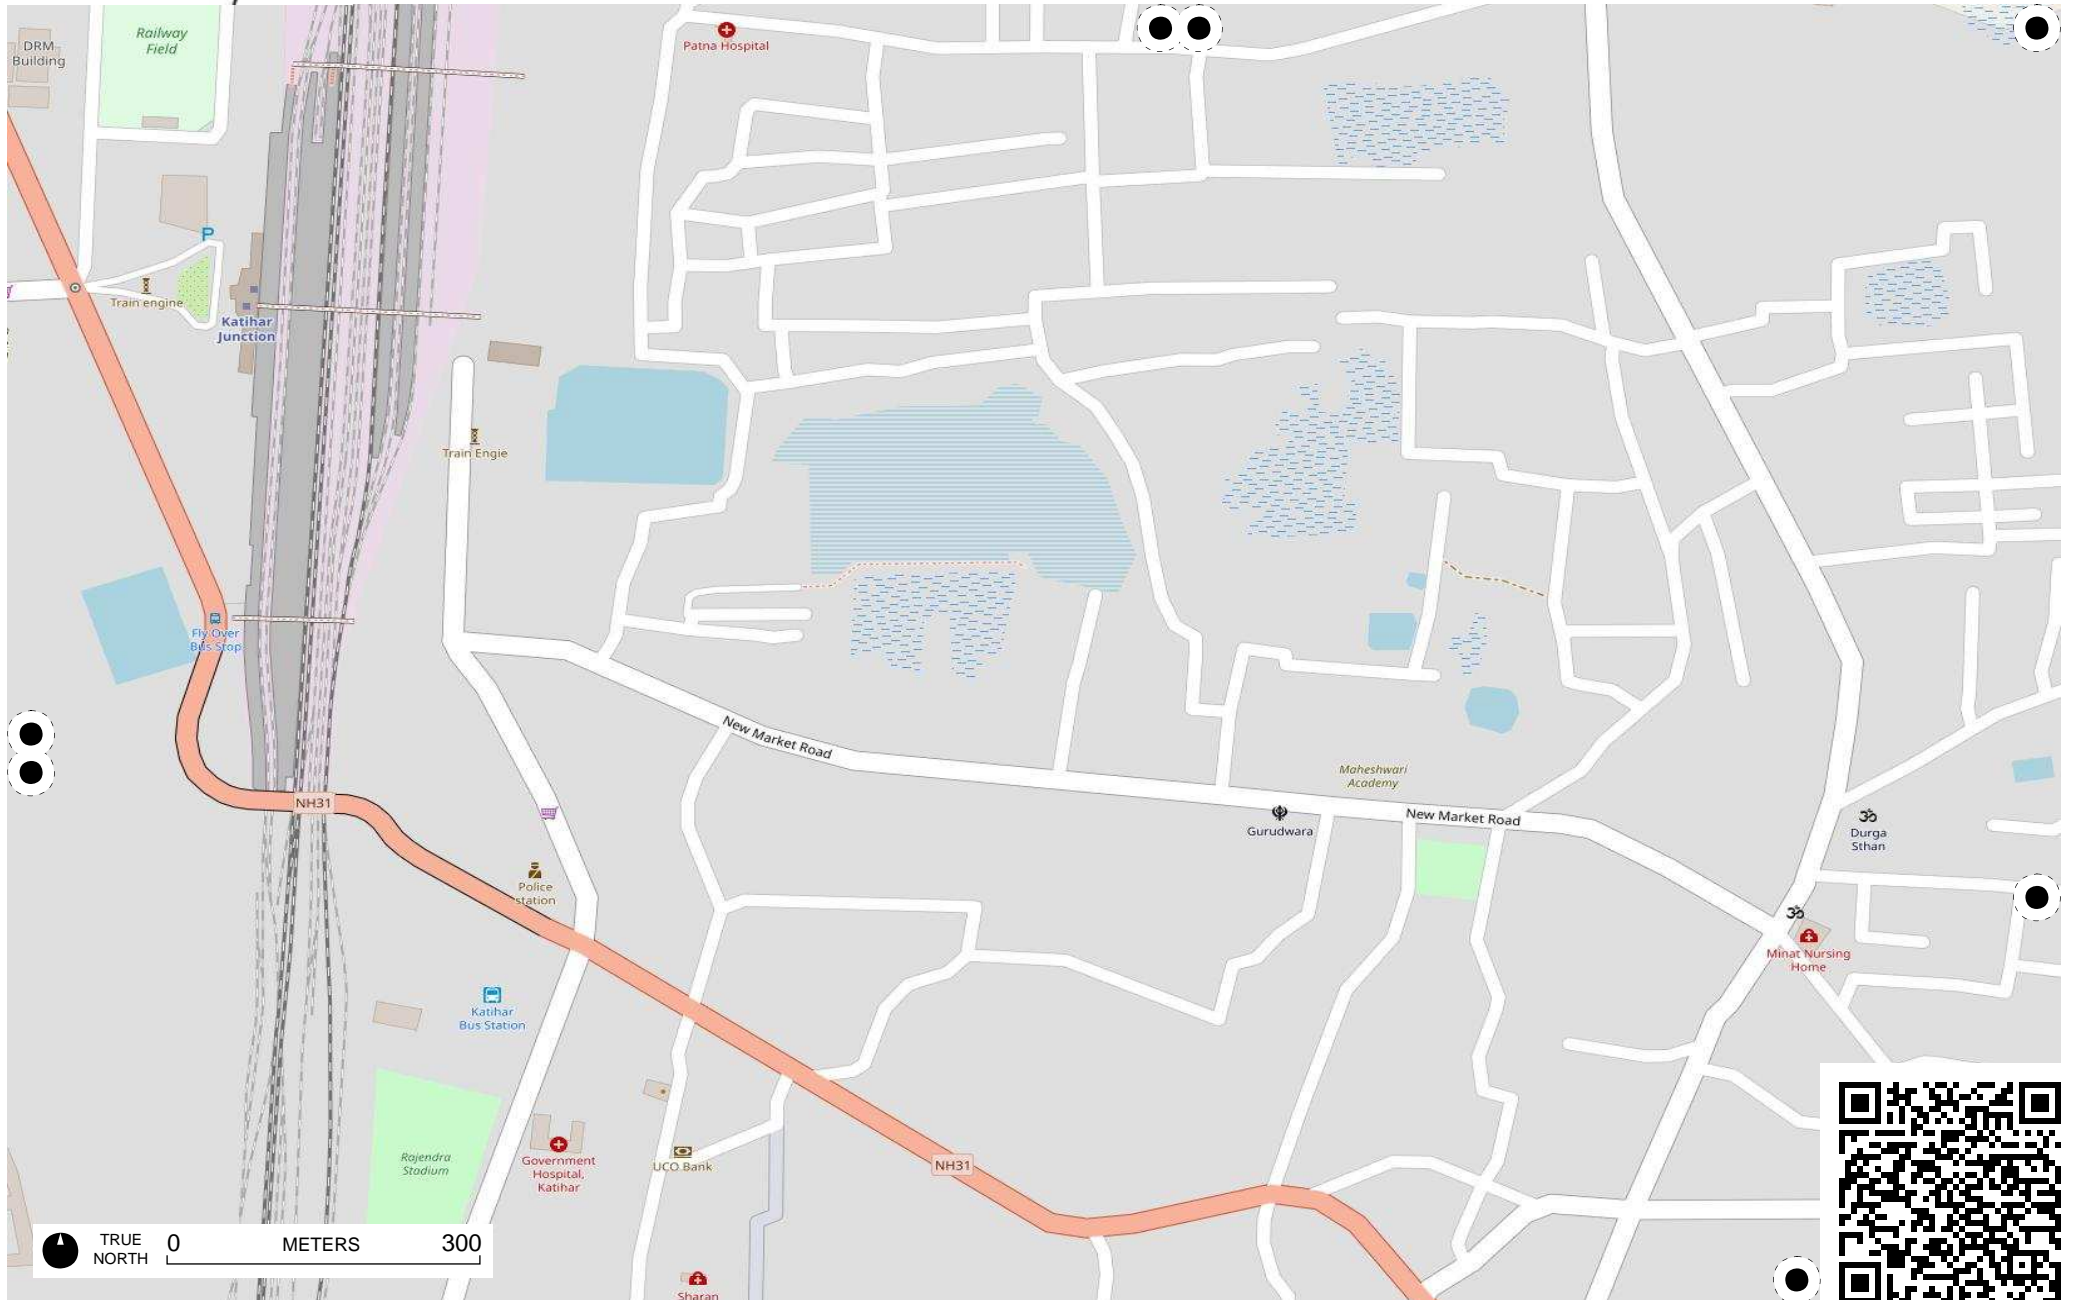 Railway
Field
Patna Hospital
DRM
Building
P
Train engine
Katihar
Junction
Train Engie
Fly Over
Bus Stop
New Market Road
Maheshwari
Academy
NH31
New Market Road
Gurudwara
ॐ
Durga
Sthan
Police
station
ॐ
Minat Nursing
Home
Katihar
Bus Station
Rajendra
Stadium
Government
Hospital,
Katihar
UCO Bank
NH31
TRUE
NORTH
0 METERS 300
Sharan